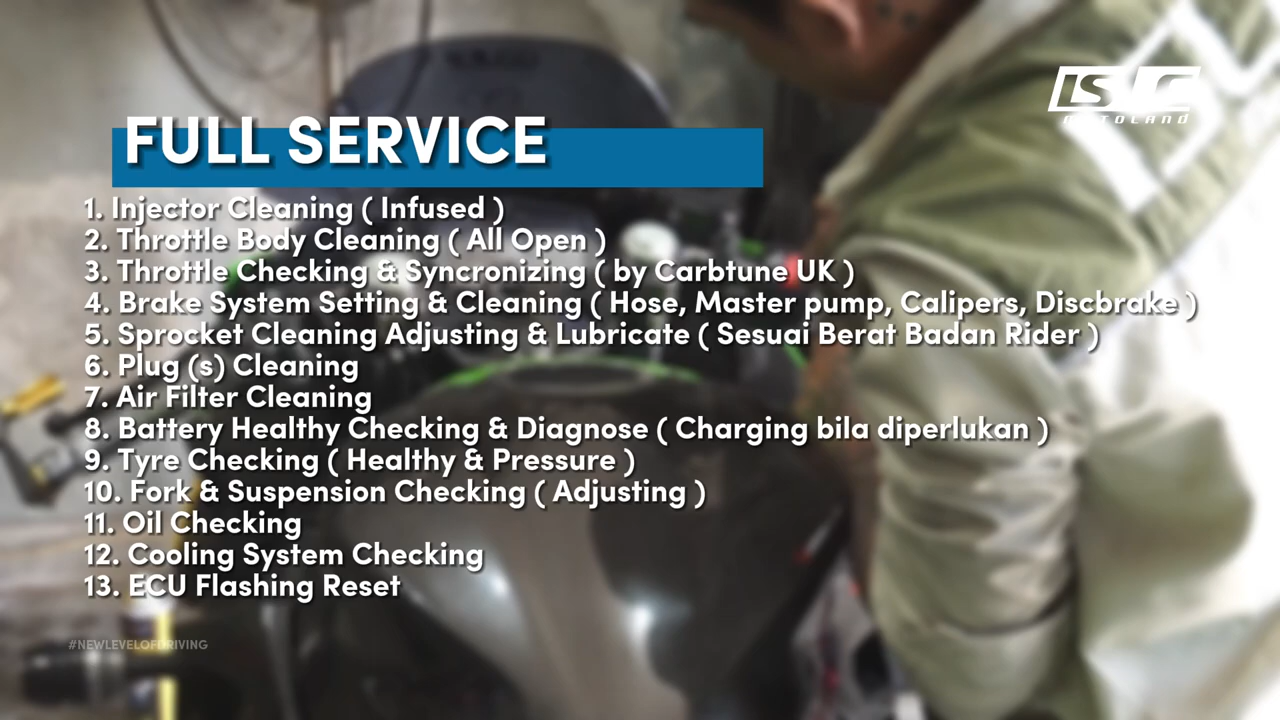 FULL SERVICE
1. Injector Cleaning ( Infused )
2. Throttle Body Cleaning ( All Open )
3. Throttle Checking & Syncronizing ( by Carbtune UK )
4. Brake System Setting & Cleaning ( Hose, Master pump, Calipers, Discbrake )
5. Sprocket Cleaning Adjusting & Lubricate ( Sesuai Berat Badan Rider )
6. Plug (s) Cleaning
7. Air Filter Cleaning
8. Battery Healthy Checking & Diagnose ( Charging bila diperlukan )
9. Tyre Checking ( Healthy & Pressure )
10. Fork & Suspension Checking ( Adjusting )
11. Oil Checking
12. Cooling System Checking
13. ECU Flashing Reset
#NEWLEVELOFDRIVING